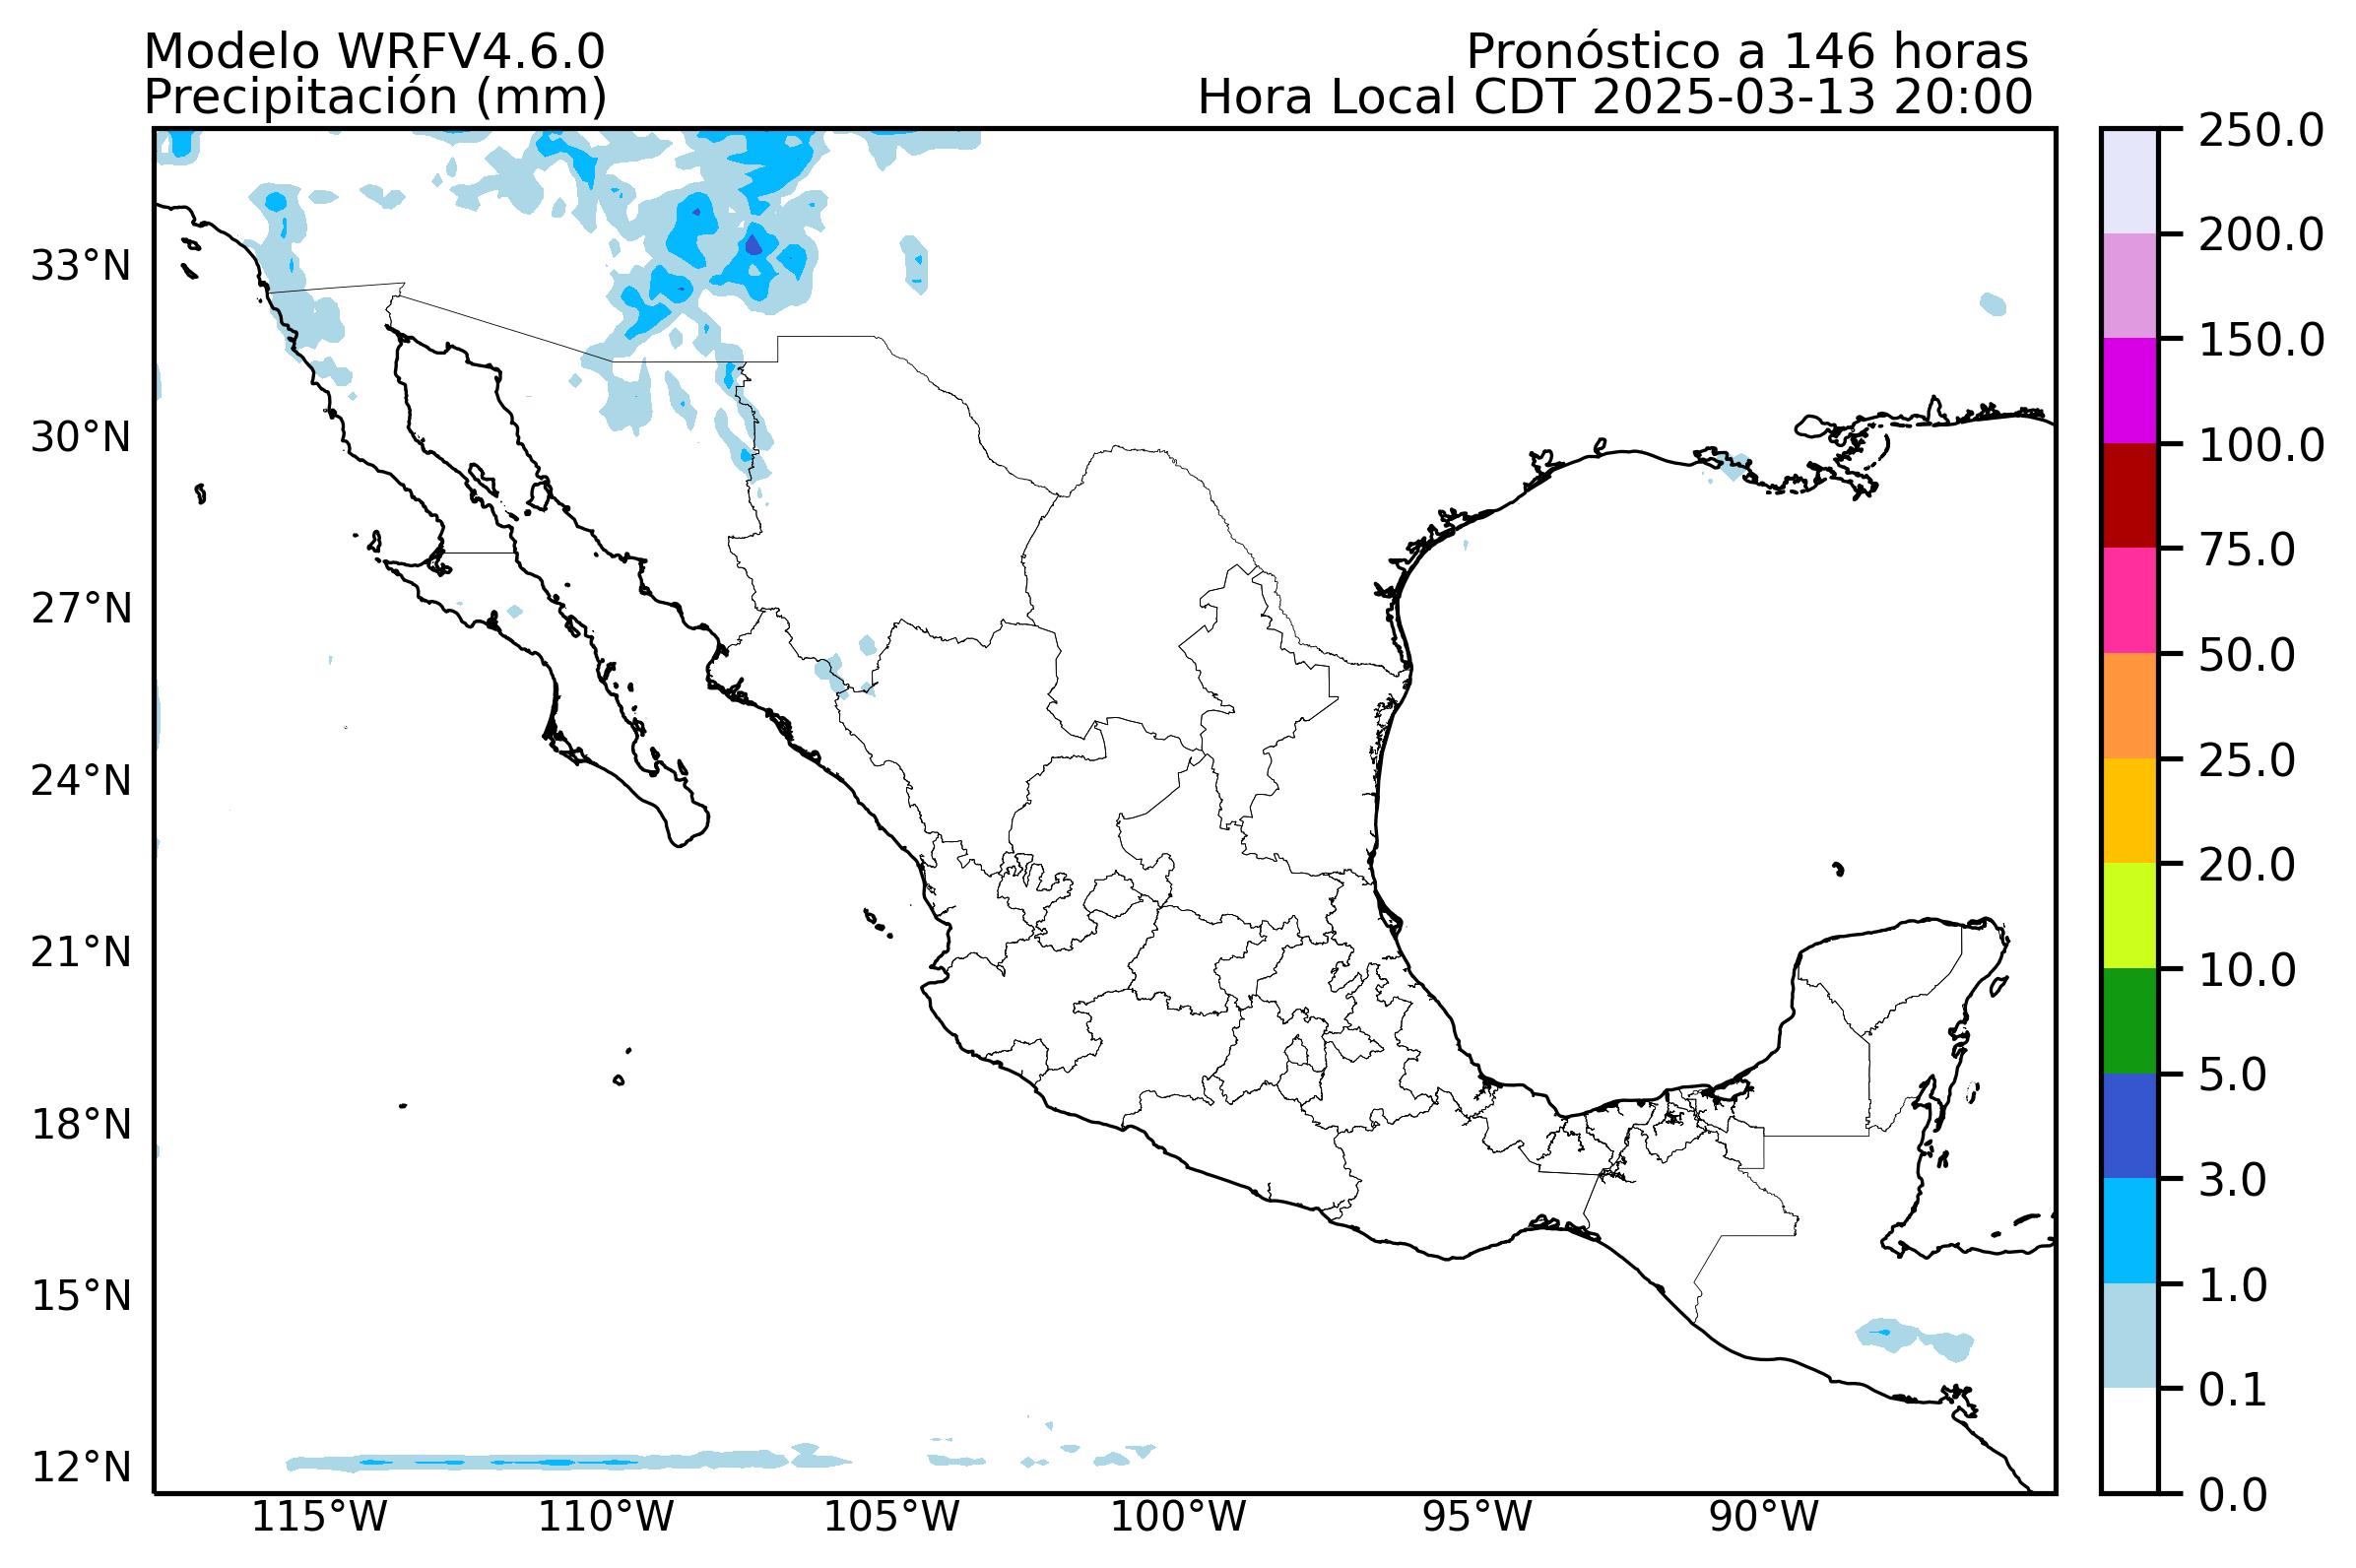 Modelo WRFV4.6.0
Precipitación (mm)
Pronóstico a 146 horas
Hora Local CDT 2025-03-13 20:00
33°N
30°N
27°N
24°N
21°N
18°N
15°N
12°N
115°W
110°W
105°W
100°W
95°W
90°W
250.0
200.0
150.0
100.0
75.0
50.0
25.0
20.0
10.0
5.0
3.0
1.0
0.1
0.0